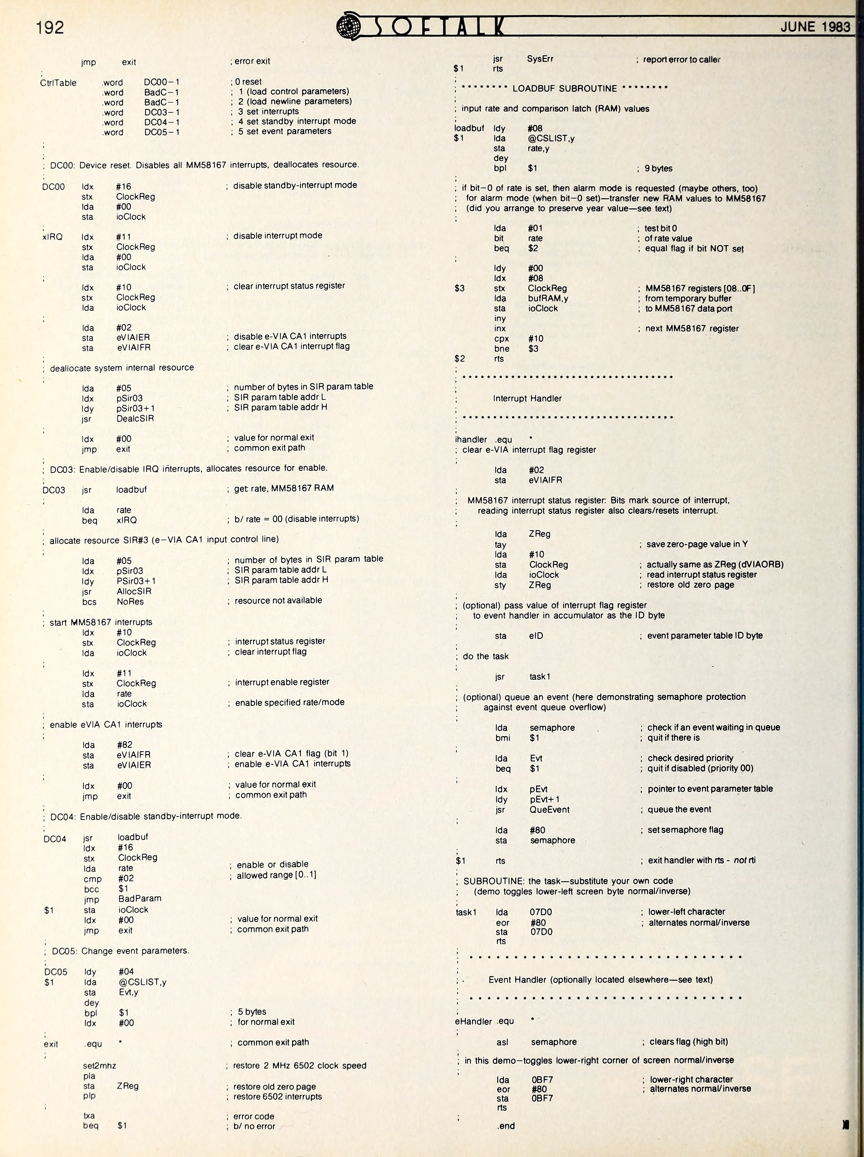 192
SOFTALK
JUNE 1983
jmp exit ; error exit
;
CtrlTable .word DC00-1 ; 0 reset
.word BadC-1 ; 1 (load control parameters)
.word BadC-1 ; 2 (load newline parameters)
.word DC03-1 ; 3 set interrupts
.word DC04-1 ; 4 set standby interrupt mode
.word DC05-1 ; 5 set event parameters
;
;
; DC00: Device reset. Disables all MM58167 interrupts, deallocates resource.
;
DC00 ldx #16 ; disable standby-interrupt mode
stx ClockReg
lda #00
sta ioClock
;
xIRQ ldx #11 ; disable interrupt mode
stx ClockReg
lda #00
sta ioClock
;
ldx #10 ; clear interrupt status register
stx ClockReg
lda ioClock
;
lda #02
sta eVIAIER ; disable e-VIA CA1 interrupts
sta eVIAIFR ; clear e-VIA CA1 interrupt flag
;
; deallocate system internal resource
;
lda #05 ; number of bytes in SIR param table
ldx pSir03 ; SIR param table addr L
ldy pSir03+1 ; SIR param table addr H
jsr DealcSIR
;
ldx #00 ; value for normal exit
jmp exit ; common exit path
;
; DC03: Enable/disable IRQ interrupts, allocates resource for enable.
;
DC03 jsr loadbuf ; get: rate, MM58167 RAM
;
lda rate
beq xIRQ ; b/ rate = 00 (disable interrupts)
;
; allocate resource SIR#3 (e-VIA CA1 input control line)
;
lda #05 ; number of bytes in SIR param table
ldx pSir03 ; SIR param table addr L
ldy PSir03+1 ; SIR param table addr H
jsr AllocSIR
bcs NoRes ; resource not available
;
; start MM58167 interrupts
ldx #10
stx ClockReg ; interrupt status register
lda ioClock ; clear interrupt flag
;
ldx #11
stx ClockReg ; interrupt enable register
lda rate
sta ioClock ; enable specified rate/mode
;
; enable eVIA CA1 interrupts
;
lda #82
sta eVIAIFR ; clear e-VIA CA1 flag (bit 1)
sta eVIAIER ; enable e-VIA CA1 interrupts
;
ldx #00 ; value for normal exit
jmp exit ; common exit path
;
; DC04: Enable/disable standby-interrupt mode.
;
DC04 jsr loadbuf
ldx #16
stx ClockReg
lda rate ; enable or disable
cmp #02 ; allowed range [0..1]
bcc $1
jmp BadParam
$1 sta ioClock
ldx #00 ; value for normal exit
jmp exit ; common exit path
;
; DC05: Change event parameters.
;
DC05 ldy #04
$1 lda @CSLIST,y
sta Evt,y
dey
bpl $1 ; 5 bytes
ldx #00 ; for normal exit
;
exit .equ * ; common exit path
;
set2mhz ; restore 2 MHz 6502 clock speed
pla
sta ZReg ; restore old zero page
plp ; restore 6502 interrupts
;
txa ; error code
beq $1 ; b/ no error
jsr SysErr ; report error to caller
$1 rts
;
; ******** LOADBUF SUBROUTINE ********
;
; input rate and comparison latch (RAM) values
;
loadbuf ldy #08
$1 lda @CSLIST,y
sta rate,y
dey
bpl $1 ; 9 bytes
;
; if bit-0 of rate is set, then alarm mode is requested (maybe others, too)
; for alarm mode (when bit-0 set)—transfer new RAM values to MM58167
; (did you arrange to preserve year value—see text)
;
lda #01 ; test bit 0
bit rate ; of rate value
beq $2 ; equal flag if bit NOT set
;
ldy #00
ldx #08
$3 stx ClockReg ; MM58167 registers [08..0F]
lda bufRAM,y ; from temporary buffer
sta ioClock ; to MM58167 data port
iny
inx ; next MM58167 register
cpx #10
bne $3
$2 rts
;
; * * * * * * * * * * * * * * * * * * * * * * * * * * * * * * * *
;
; Interrupt Handler
;
; * * * * * * * * * * * * * * * * * * * * * * * * * * * * * * * *
;
ihandler .equ *
; clear e-VIA interrupt flag register
;
lda #02
sta eVIAIFR
;
; MM58167 interrupt status register: Bits mark source of interrupt,
; reading interrupt status register also clears/resets interrupt.
;
lda ZReg
tay ; save zero-page value in Y
lda #10
sta ClockReg ; actually same as ZReg (dVIAORB)
lda ioClock ; read interrupt status register
sty ZReg ; restore old zero page
;
; (optional) pass value of interrupt flag register
; to event handler in accumulator as the ID byte
;
sta eID ; event parameter table ID byte
;
; do the task
;
jsr task1
;
; (optional) queue an event (here demonstrating semaphore protection
; against event queue overflow)
;
lda semaphore ; check if an event waiting in queue
bmi $1 ; quit if there is
;
lda Evt ; check desired priority
beq $1 ; quit if disabled (priority 00)
;
ldx pEvt ; pointer to event parameter table
ldy pEvt+1
jsr QueEvent ; queue the event
;
lda #80 ; set semaphore flag
sta semaphore
;
$1 rts ; exit handler with rts - not rti
;
; SUBROUTINE: the task—substitute your own code
; (demo toggles lower-left screen byte normal/inverse)
;
task1 lda 07D0 ; lower-left character
eor #80 ; alternates normal/inverse
sta 07D0
rts
; * * * * * * * * * * * * * * * * * * * * * * * * * * *
;
; Event Handler (optionally located elsewhere—see text)
;
; * * * * * * * * * * * * * * * * * * * * * * * * * * *
;
eHandler .equ *
;
asl semaphore ; clears flag (high bit)
;
; in this demo—toggles lower-right corner of screen normal/inverse
;
lda 0BF7 ; lower-right character
eor #80 ; alternates normal/inverse
sta 0BF7
rts
;
.end